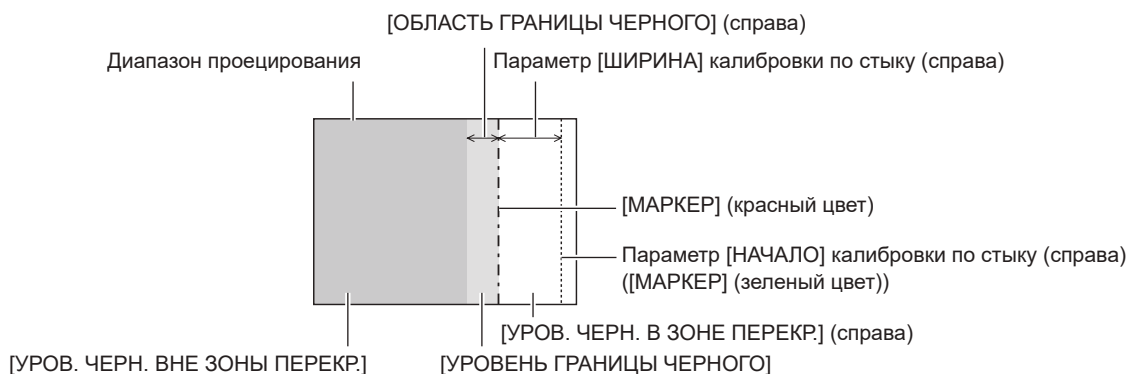 [ОБЛАСТЬ ГРАНИЦЫ ЧЕРНОГО] (справа)
Диапазон проецирования
Параметр [ШИРИНА] калибровки по стыку (справа)
[МАРКЕР] (красный цвет)
Параметр [НАЧАЛО] калибровки по стыку (справа)
([МАРКЕР] (зеленый цвет))
[УРОВ. ЧЕРН. В ЗОНЕ ПЕРЕКР.] (справа)
[УРОВ. ЧЕРН. ВНЕ ЗОНЫ ПЕРЕКР.]
[УРОВЕНЬ ГРАНИЦЫ ЧЕРНОГО]